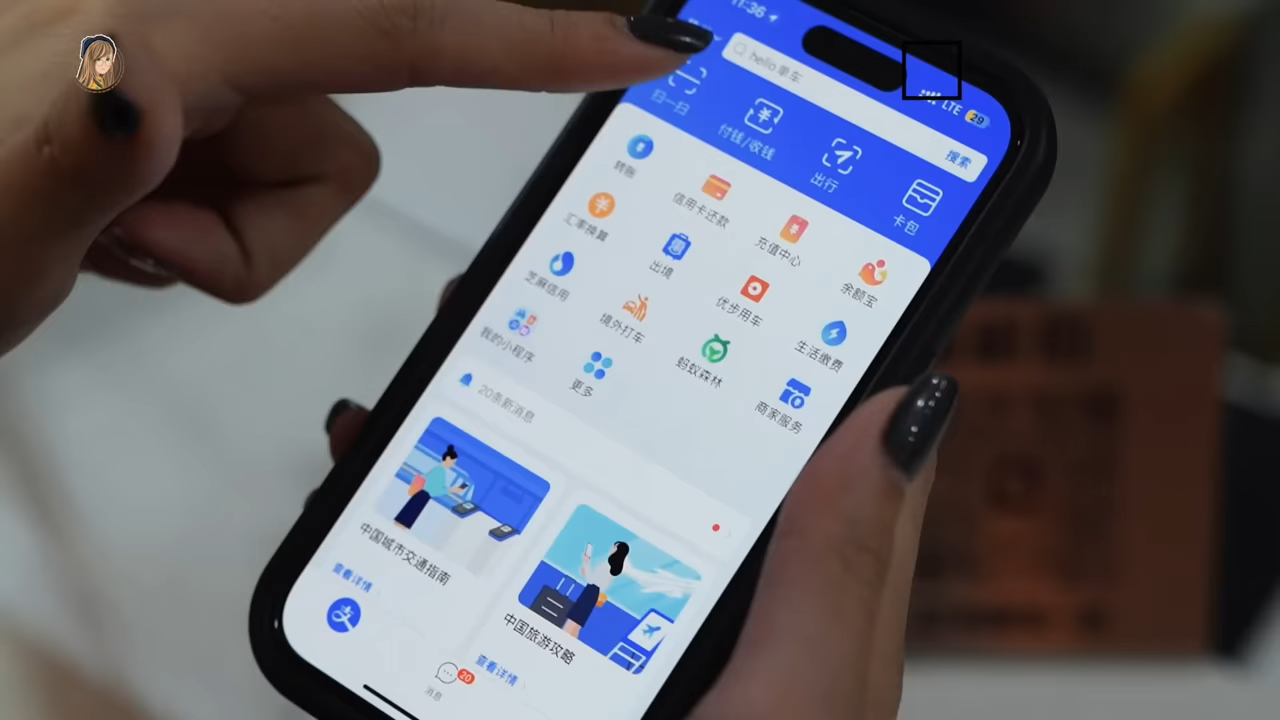 11:36
LTE 29
hello 单车
搜索
扫一扫
付钱/收钱
出行
卡包
转账
信用卡还款
充值中心
余额宝
汇率换算
出境
优步用车
生活缴费
芝麻信用
境外打车
蚂蚁森林
商家服务
我的小程序
更多
20条新消息
中国城市交通指南
查看详情
中国旅游攻略
查看详情
支
20
消息